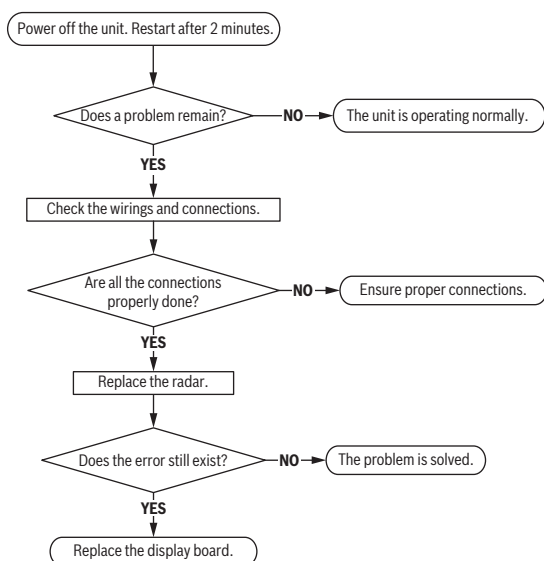 Power off the unit. Restart after 2 minutes.
Does a problem remain?
NO
The unit is operating normally.
YES
Check the wirings and connections.
Are all the connections
properly done?
NO
Ensure proper connections.
YES
Replace the radar.
Does the error still exist?
NO
The problem is solved.
YES
Replace the display board.